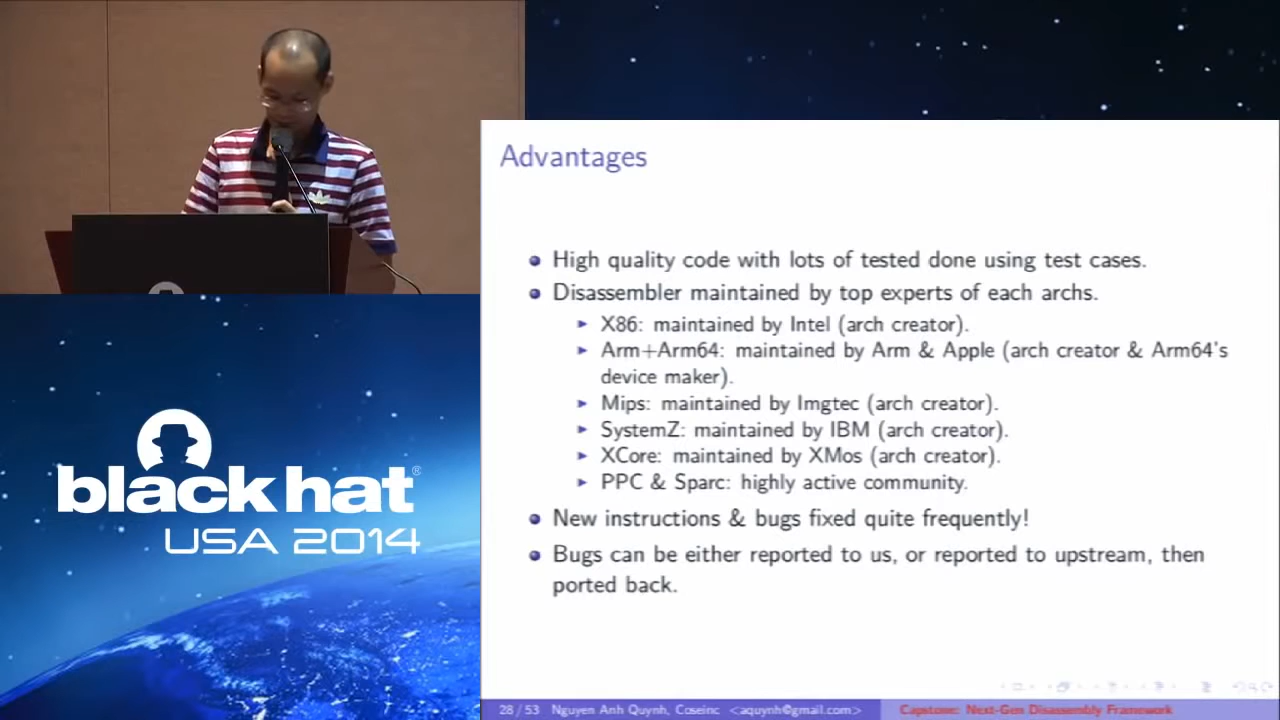 Advantages
High quality code with lots of tested done using test cases.
Disassembler maintained by top experts of each archs.
X86: maintained by Intel (arch creator).
Arm+Arm64: maintained by Arm & Apple (arch creator & Arm64's
device maker).
Mips: maintained by Imgtec (arch creator).
SystemZ: maintained by IBM (arch creator).
XCore: maintained by XMos (arch creator).
PPC & Sparc: highly active community.
New instructions & bugs fixed quite frequently!
Bugs can be either reported to us, or reported to upstream, then
ported back.
28 / 53 Nguyen Anh Quynh, Coseinc <aquynh@gmail.com> Capstone: Next-Gen Disassembly Framework
black hat®
USA 2014